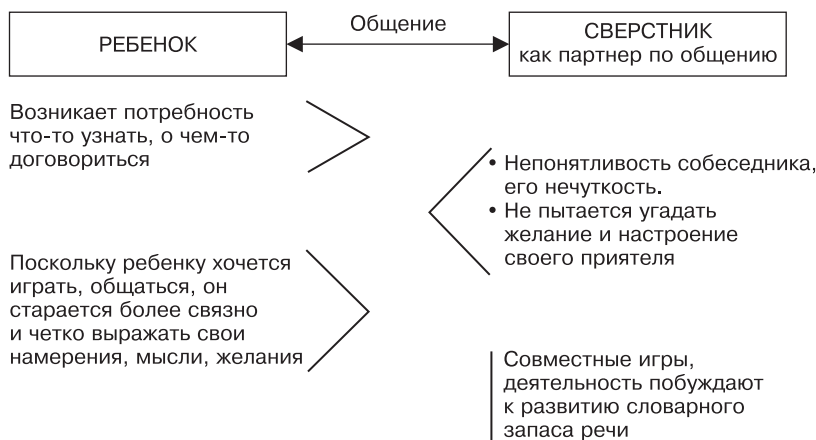 РЕБЕНОК
Общение
СВЕРСТНИК
как партнер по общению
Возникает потребность
что-то узнать, о чем-то
договориться
• Непонятливость собеседника,
его нечуткость.
• Не пытается угадать
желание и настроение
своего приятеля
Поскольку ребенку хочется
играть, общаться, он
старается более связно
и четко выражать свои
намерения, мысли, желания
Совместные игры,
деятельность побуждают
к развитию словарного
запаса речи